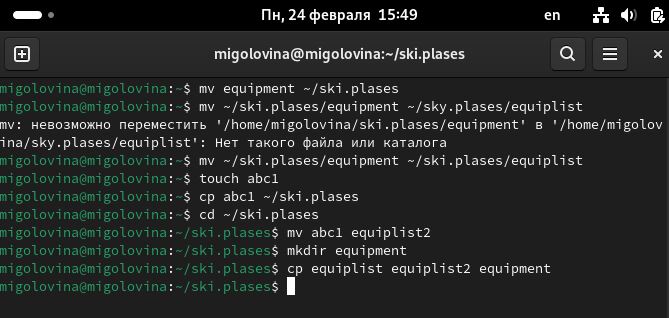 Пн, 24 февраля 15:49
en
migolovina@migolovina:~/ski.plases
migolovina@migolovina:~$ mv equipment ~/ski.plases
migolovina@migolovina:~$ mv ~/ski.plases/equipment ~/sky.plases/equiplist
mv: невозможно переместить '/home/migolovina/ski.plases/equipment' в '/home/migolov
ina/sky.plases/equiplist': Нет такого файла или каталога
migolovina@migolovina:~$ mv ~/ski.plases/equipment ~/ski.plases/equiplist
migolovina@migolovina:~$ touch abc1
migolovina@migolovina:~$ cp abc1 ~/ski.plases
migolovina@migolovina:~$ cd ~/ski.plases
migolovina@migolovina:~/ski.plases$ mv abc1 equiplist2
migolovina@migolovina:~/ski.plases$ mkdir equipment
migolovina@migolovina:~/ski.plases$ cp equiplist equiplist2 equipment
migolovina@migolovina:~/ski.plases$